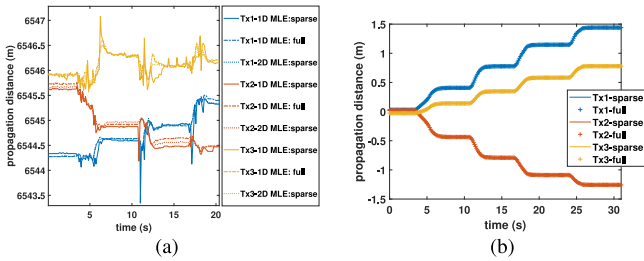 6547
6546.5
6546
6545.5
6545
6544.5
6544
6543.5
propagation distance (m)
5
10
15
20
time (s)
Tx1-1D MLE:sparse
Tx1-1D MLE: full
Tx1-2D MLE:sparse
Tx2-1D MLE:sparse
Tx2-1D MLE: full
Tx2-2D MLE:sparse
Tx3-1D MLE:sparse
Tx3-1D MLE: full
Tx3-2D MLE:sparse
(a)
1.5
1
0.5
0
-0.5
-1
-1.5
propagation distance (m)
0
5
10
15
20
25
30
time (s)
Tx1-sparse
Tx1-full
Tx2-sparse
Tx2-full
Tx3-sparse
Tx3-full
(b)